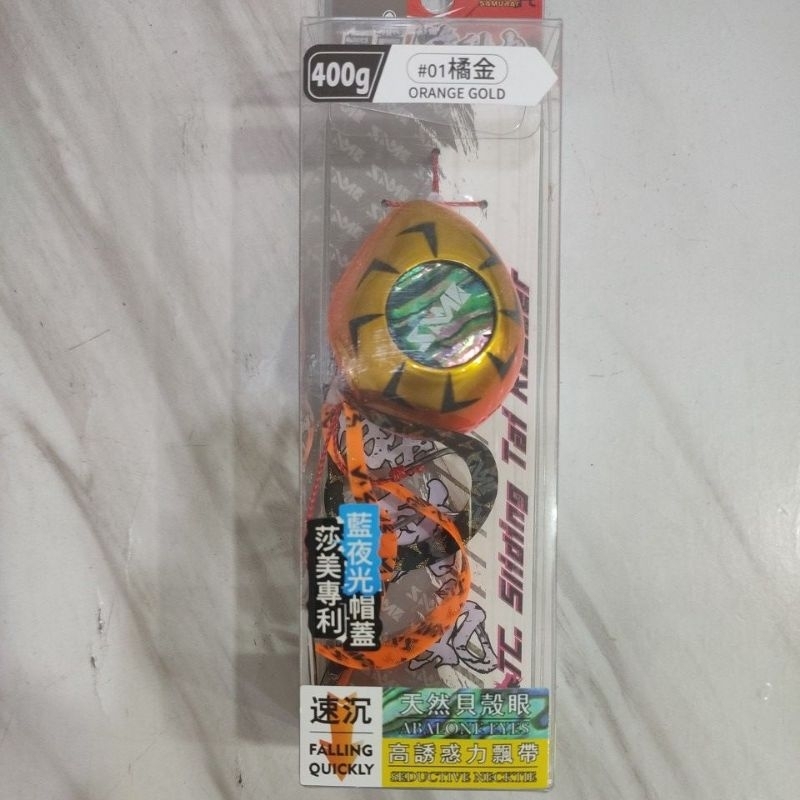 SAMURAI
400g
#01橘金
ORANGE GOLD
SAME
T.C. Sliding Tai Rubber
藍夜光帽蓋
莎美專利
速沉
FALLING
QUICKLY
天然貝殼眼
ABALONE EYES
高誘惑力飄帶
SEDUCTIVE NECKTIE